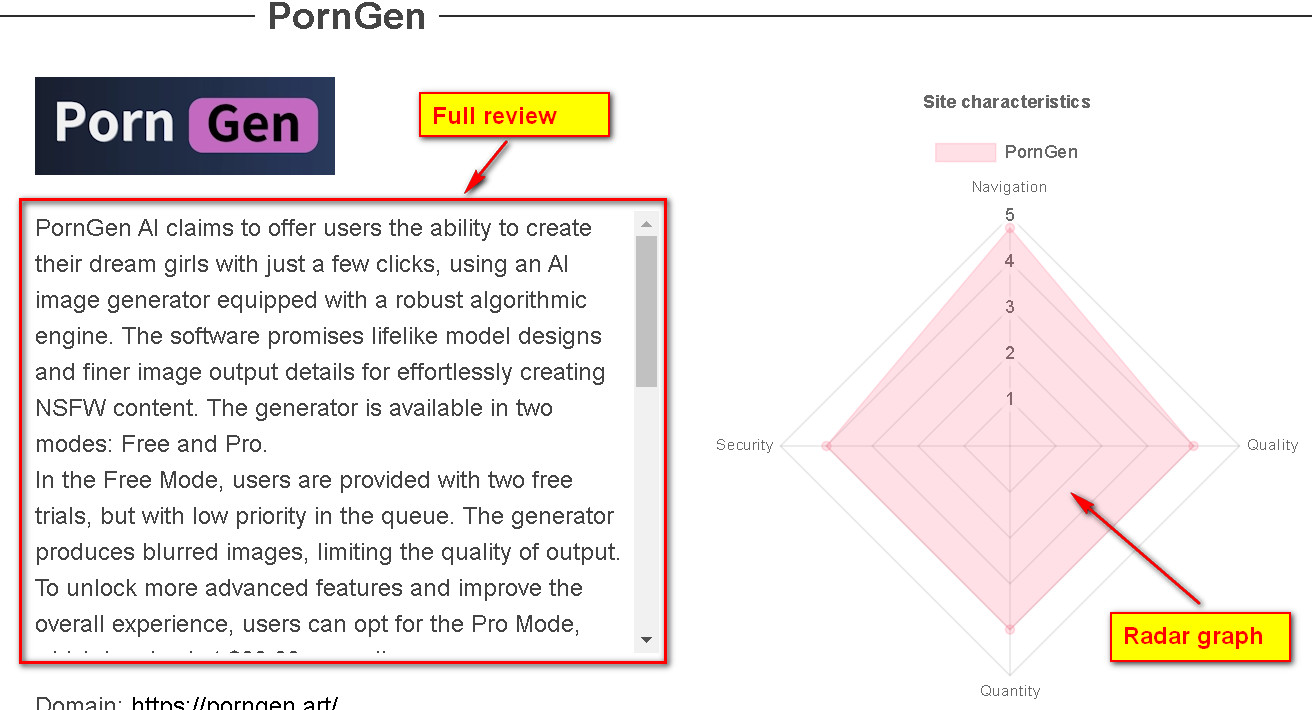 PornGen
Porn Gen
Full review
PornGen AI claims to offer users the ability to create
their dream girls with just a few clicks, using an AI
image generator equipped with a robust algorithmic
engine. The software promises lifelike model designs
and finer image output details for effortlessly creating
NSFW content. The generator is available in two
modes: Free and Pro.
In the Free Mode, users are provided with two free
trials, but with low priority in the queue. The generator
produces blurred images, limiting the quality of output.
To unlock more advanced features and improve the
overall experience, users can opt for the Pro Mode,
Domain: https://porngen.art/
Site characteristics
PornGen
Navigation
5
4
3
2
1
Security
Quality
Radar graph
Quantity